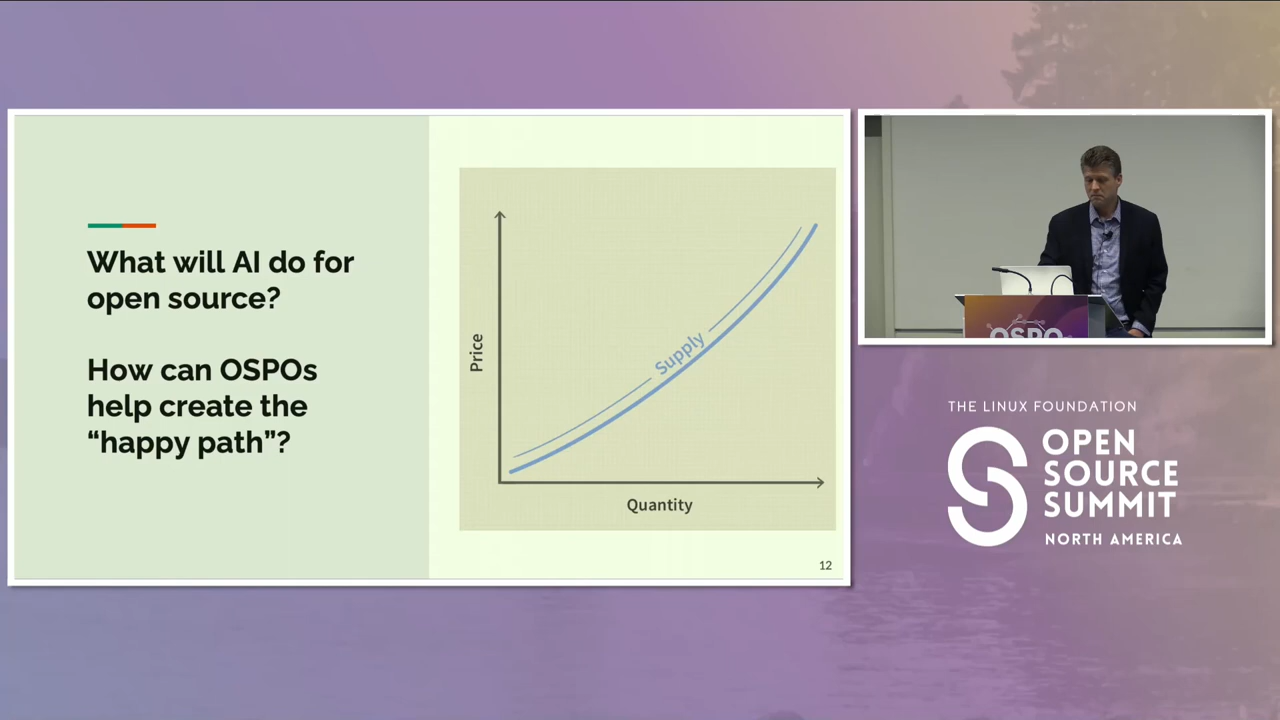 What will AI do for
open source?
How can OSPOs
help create the
“happy path”?
Price
Supply
Quantity
12
OSPO
THE LINUX FOUNDATION
OPEN
SOURCE
SUMMIT
NORTH AMERICA